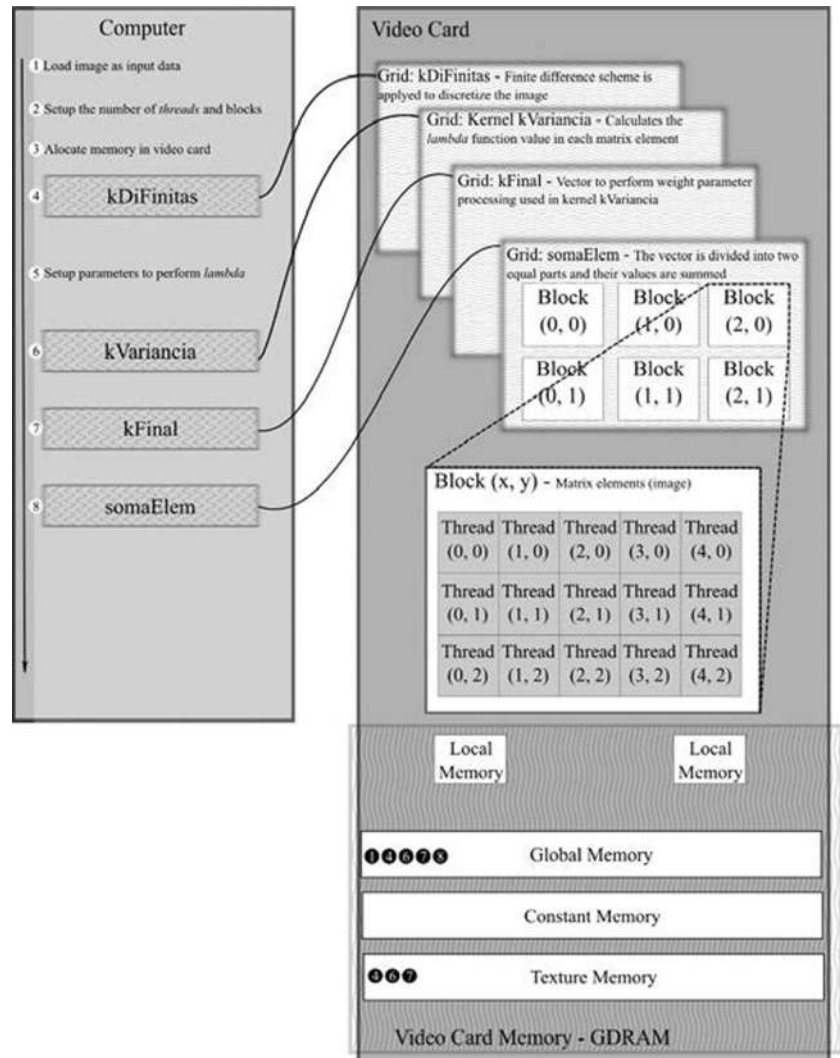 Computer
1 Load image as input data
2 Setup the number of threads and blocks
3 Alocate memory in video card
4 kDiFinitas
5 Setup parameters to perform lambda
6 kVariancia
7 kFinal
8 somaElem
Video Card
Grid: kDiFinitas - Finite difference scheme is
applyed to discretize the image
Grid: Kernel kVariancia - Calculates the
lambda function value in each matrix element
Grid: kFinal - Vector to perform weight parameter
processing used in kernel kVariancia
Grid: somaElem - The vector is divided into two
equal parts and their values are summed
Block Block Block
(0, 0) (1, 0) (2, 0)
Block Block Block
(0, 1) (1, 1) (2, 1)
Block (x, y) - Matrix elements (image)
Thread Thread Thread Thread Thread
(0, 0) (1, 0) (2, 0) (3, 0) (4, 0)
Thread Thread Thread Thread Thread
(0, 1) (1, 1) (2, 1) (3, 1) (4, 1)
Thread Thread Thread Thread Thread
(0, 2) (1, 2) (2, 2) (3, 2) (4, 2)
Local Local
Memory Memory
1 4 6 7 8 Global Memory
Constant Memory
4 6 7 Texture Memory
Video Card Memory - GDRAM